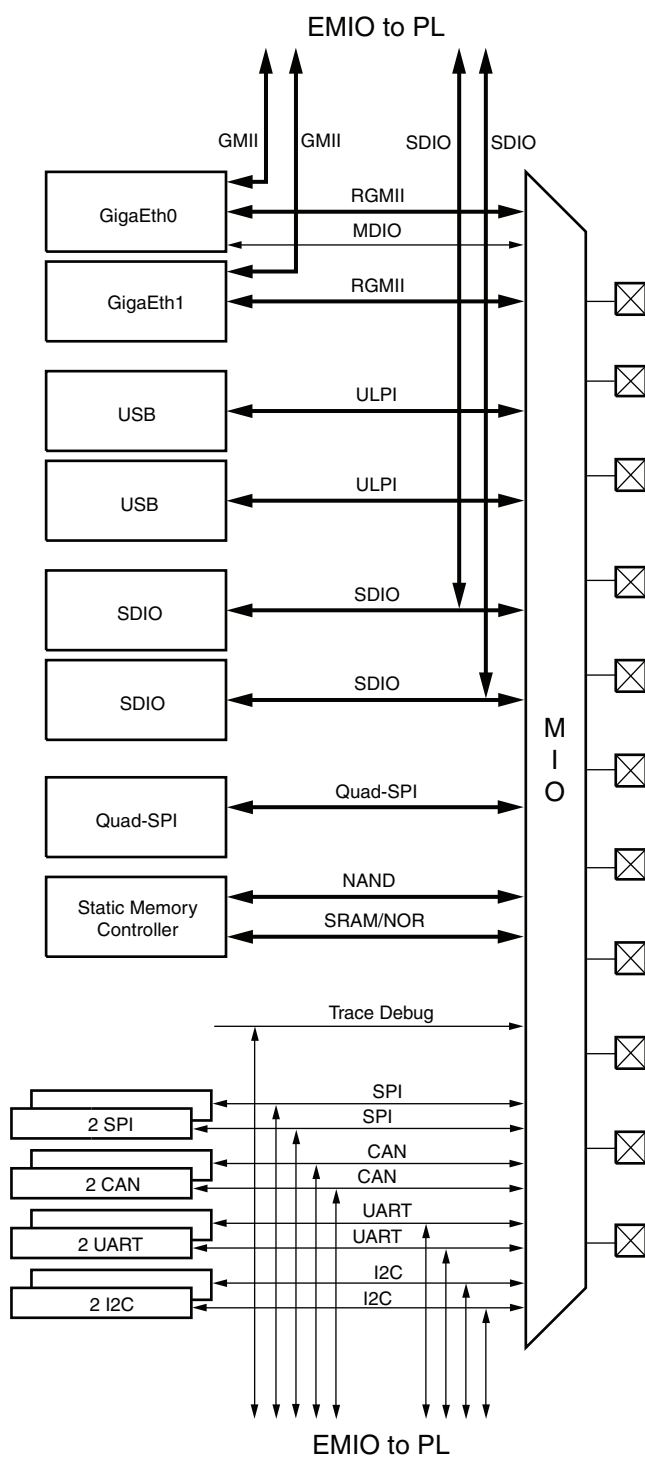 EMIO to PL
GMII
GMII
SDIO
SDIO
GigaEth0
RGMII
MDIO
GigaEth1
RGMII
USB
ULPI
USB
ULPI
SDIO
SDIO
SDIO
SDIO
M
I
O
Quad-SPI
Quad-SPI
Static Memory
Controller
NAND
SRAM/NOR
Trace Debug
SPI
2 SPI
SPI
CAN
2 CAN
CAN
UART
2 UART
UART
I2C
2 I2C
I2C
EMIO to PL